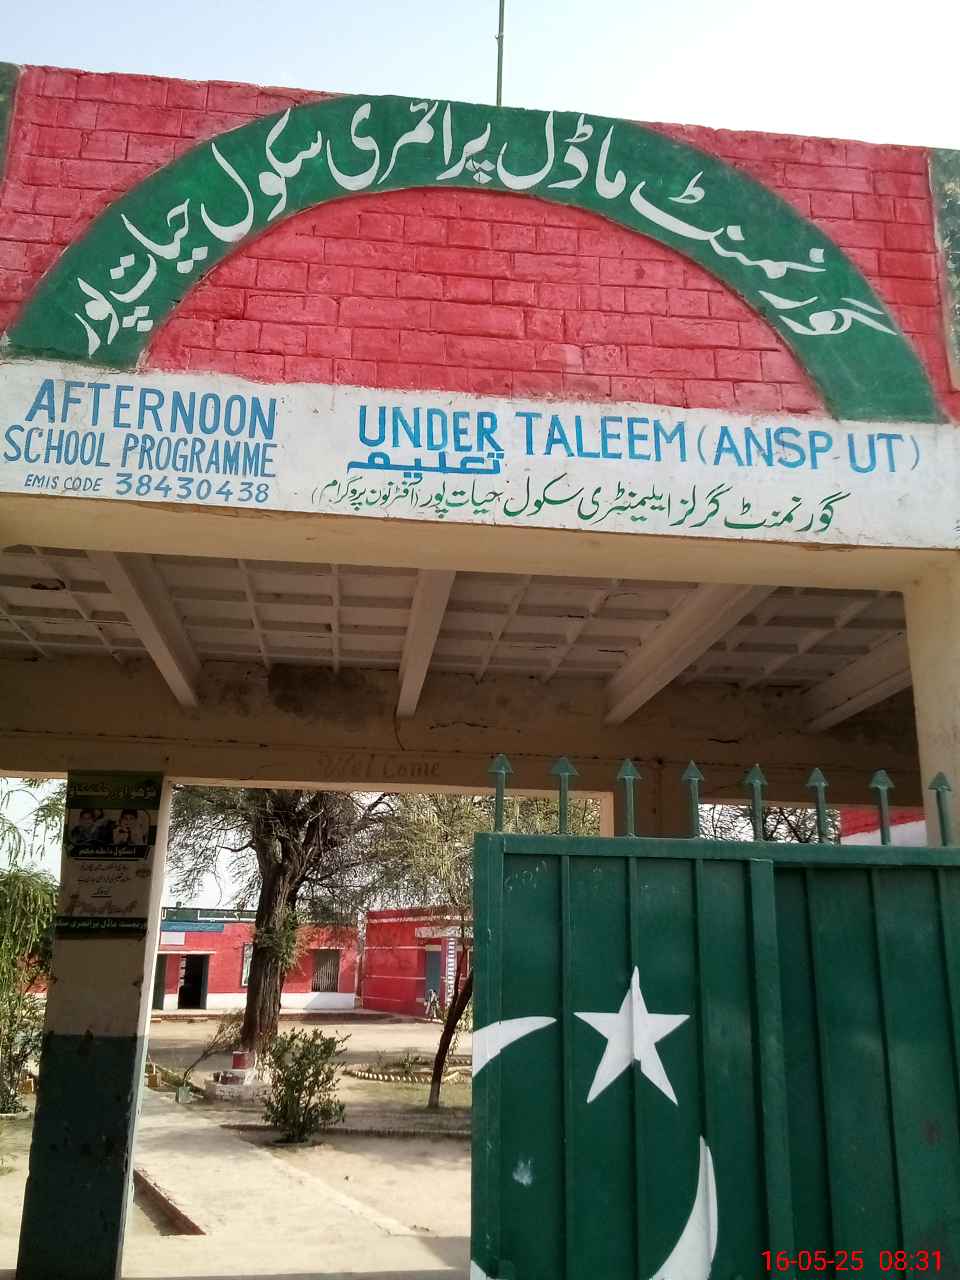 گورنمنٹ ماڈل پرائمری سکول حیات پور
AFTERNOON
SCHOOL PROGRAMME
EMIS CODE 38430438
UNDER TALEEM (ANSP-UT)
تعلیم
گورنمنٹ گرلز ایلیمنٹری سکول حیات پور (آفٹرنون پروگرام)
Wel Come
16-05-25 08:31